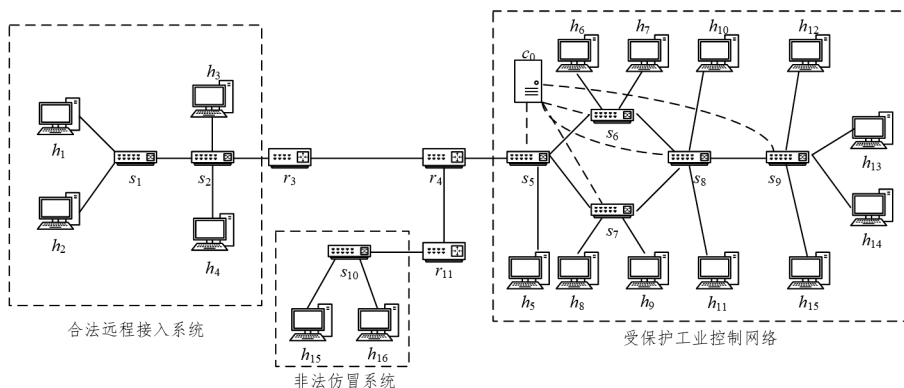 h6
h7
h10
h12
c0
h3
s6
h1
h13
s1
s2
r3
r4
s5
s8
s9
h2
s7
h14
h4
s10
r11
h5
h8
h9
h11
h15
合法远程接入系统
h15
h16
受保护工业控制网络
非法仿冒系统